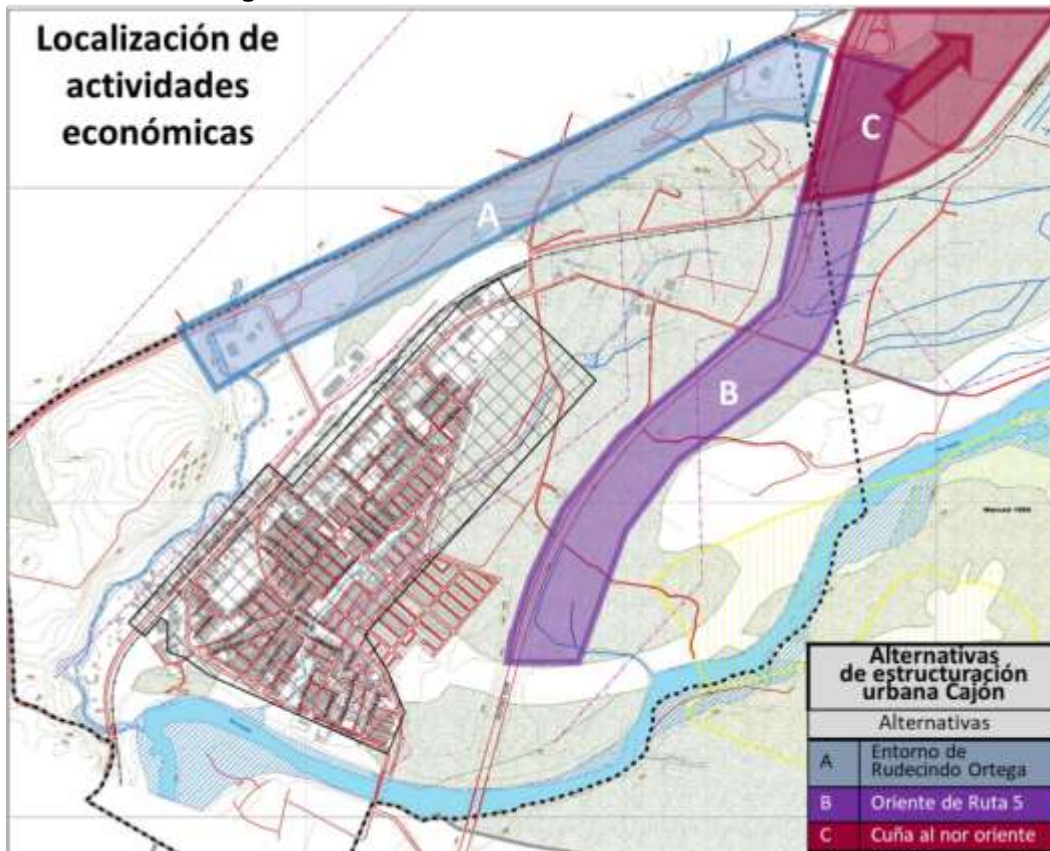 Localización de
actividades
económicas
C
A
B
Alternativas
de estructuración
urbana Cajón
Alternativas
A Entorno de
Rudecindo Ortega
B Oriente de Ruta 5
C Cuña al nor oriente